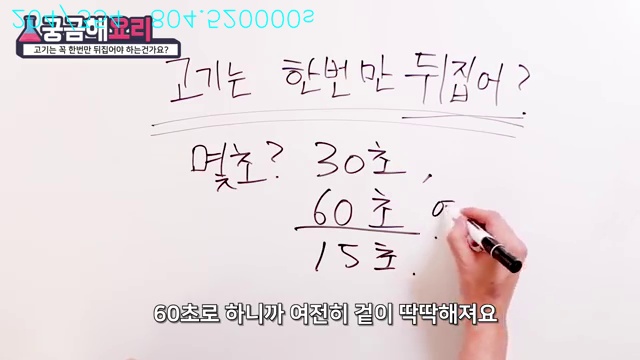 궁금해요리
고기는 꼭 한번만 뒤집어야 하는건가요?
고기는 한번만 뒤집어?
몇초? 30초,
60초
15초.
60초로 하니까 여전히 겉이 딱딱해져요